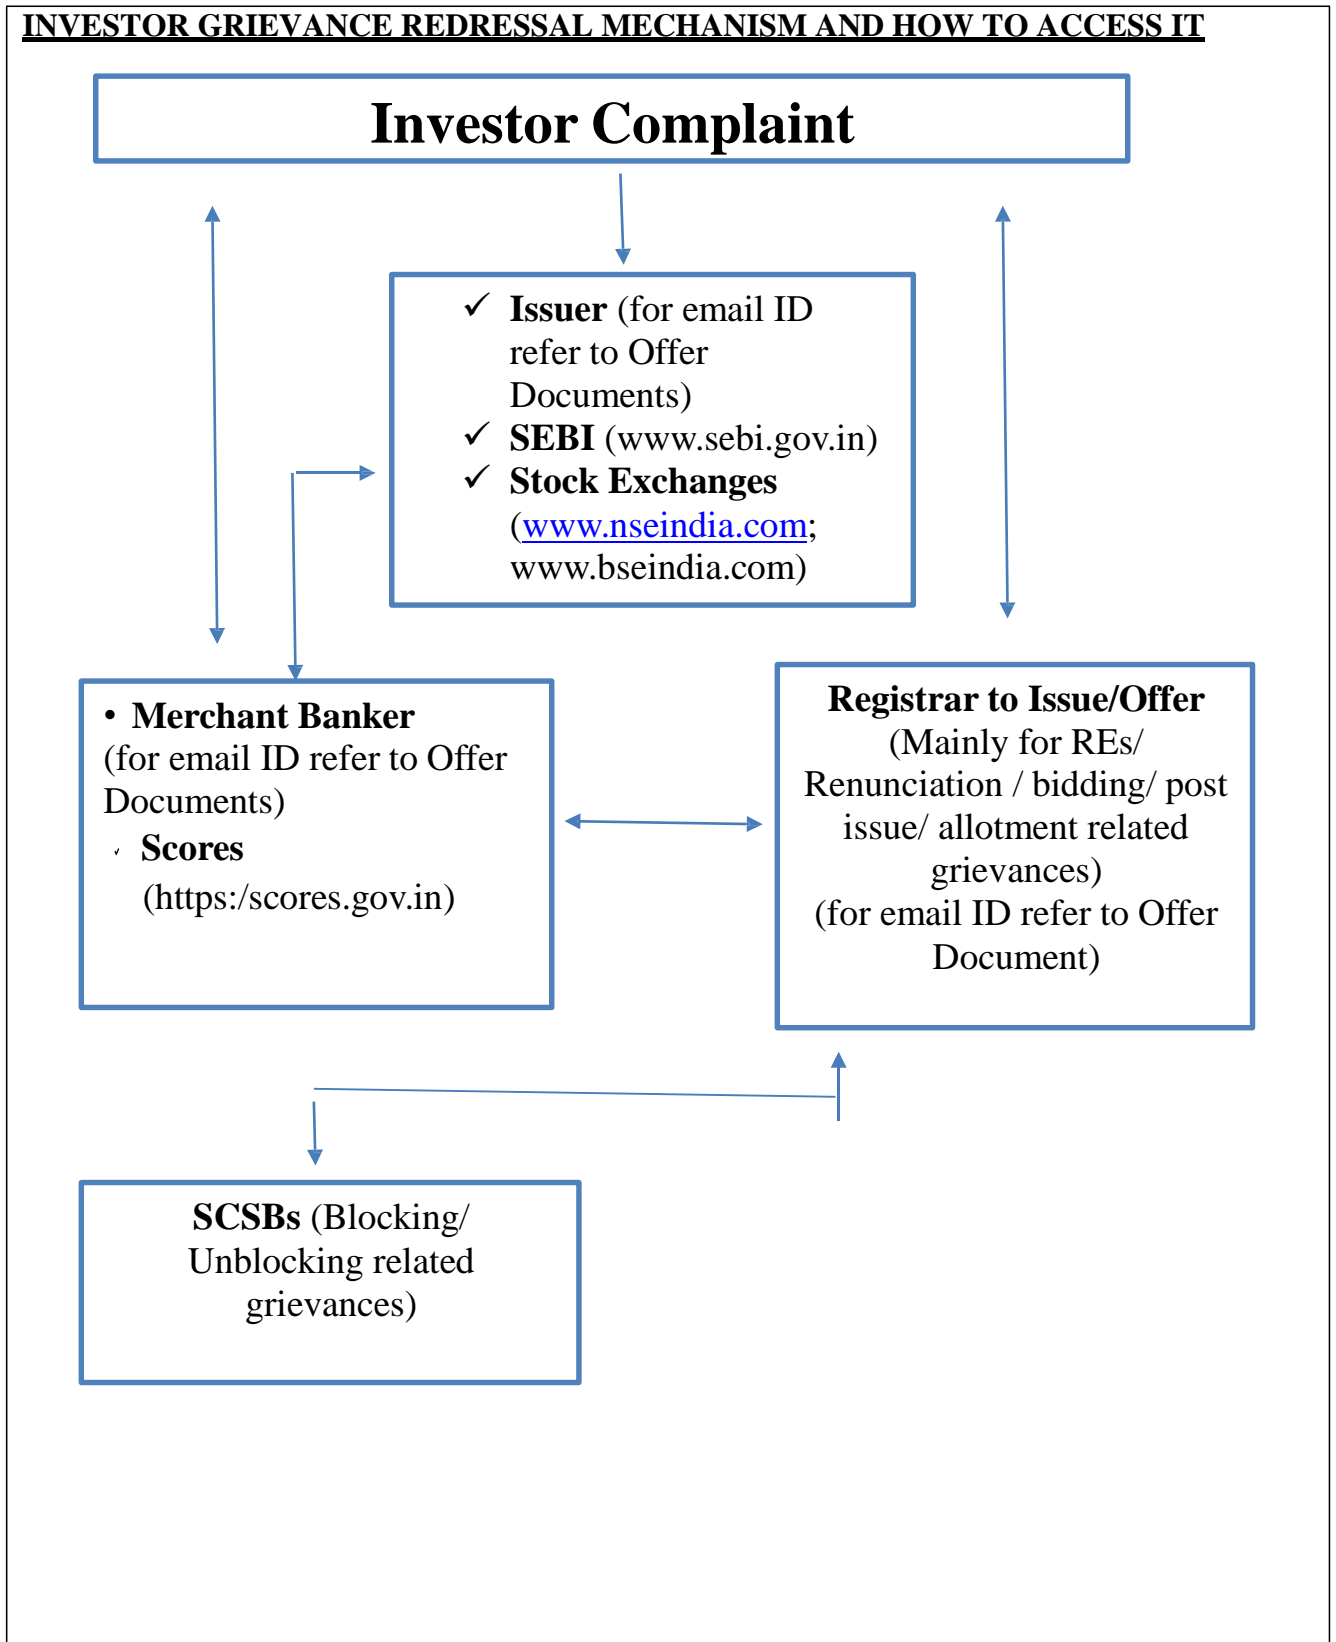 INVESTOR GRIEVANCE REDRESSAL MECHANISM AND HOW TO ACCESS IT
Investor Complaint
✓ Issuer (for email ID
refer to Offer
Documents)
✓ SEBI (www.sebi.gov.in)
✓ Stock Exchanges
(www.nseindia.com;
www.bseindia.com)
• Merchant Banker
(for email ID refer to Offer
Documents)
✓ Scores
(https:/scores.gov.in)
Registrar to Issue/Offer
(Mainly for REs/
Renunciation / bidding/ post
issue/ allotment related
grievances)
(for email ID refer to Offer
Document)
SCSBs (Blocking/
Unblocking related
grievances)